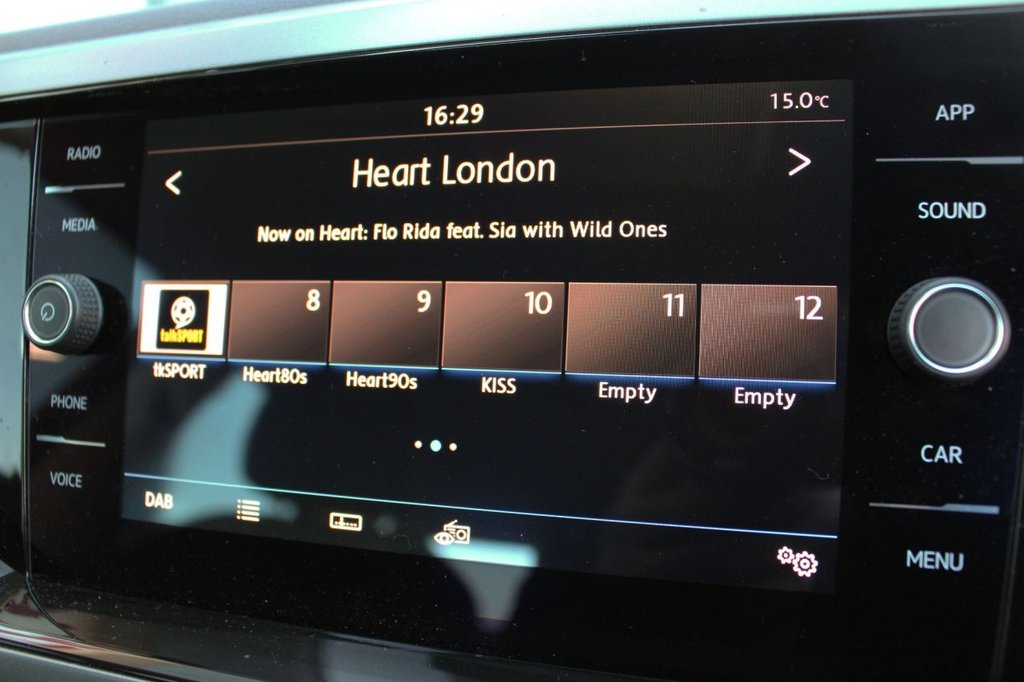 16:29
15.0°C
RADIO
APP
< Heart London >
MEDIA
SOUND
Now on Heart: Flo Rida feat. Sia with Wild Ones
talkSPORT
8
9
10
11
12
tkSPORT
Heart80s
Heart90s
KISS
Empty
Empty
PHONE
VOICE
CAR
DAB
MENU